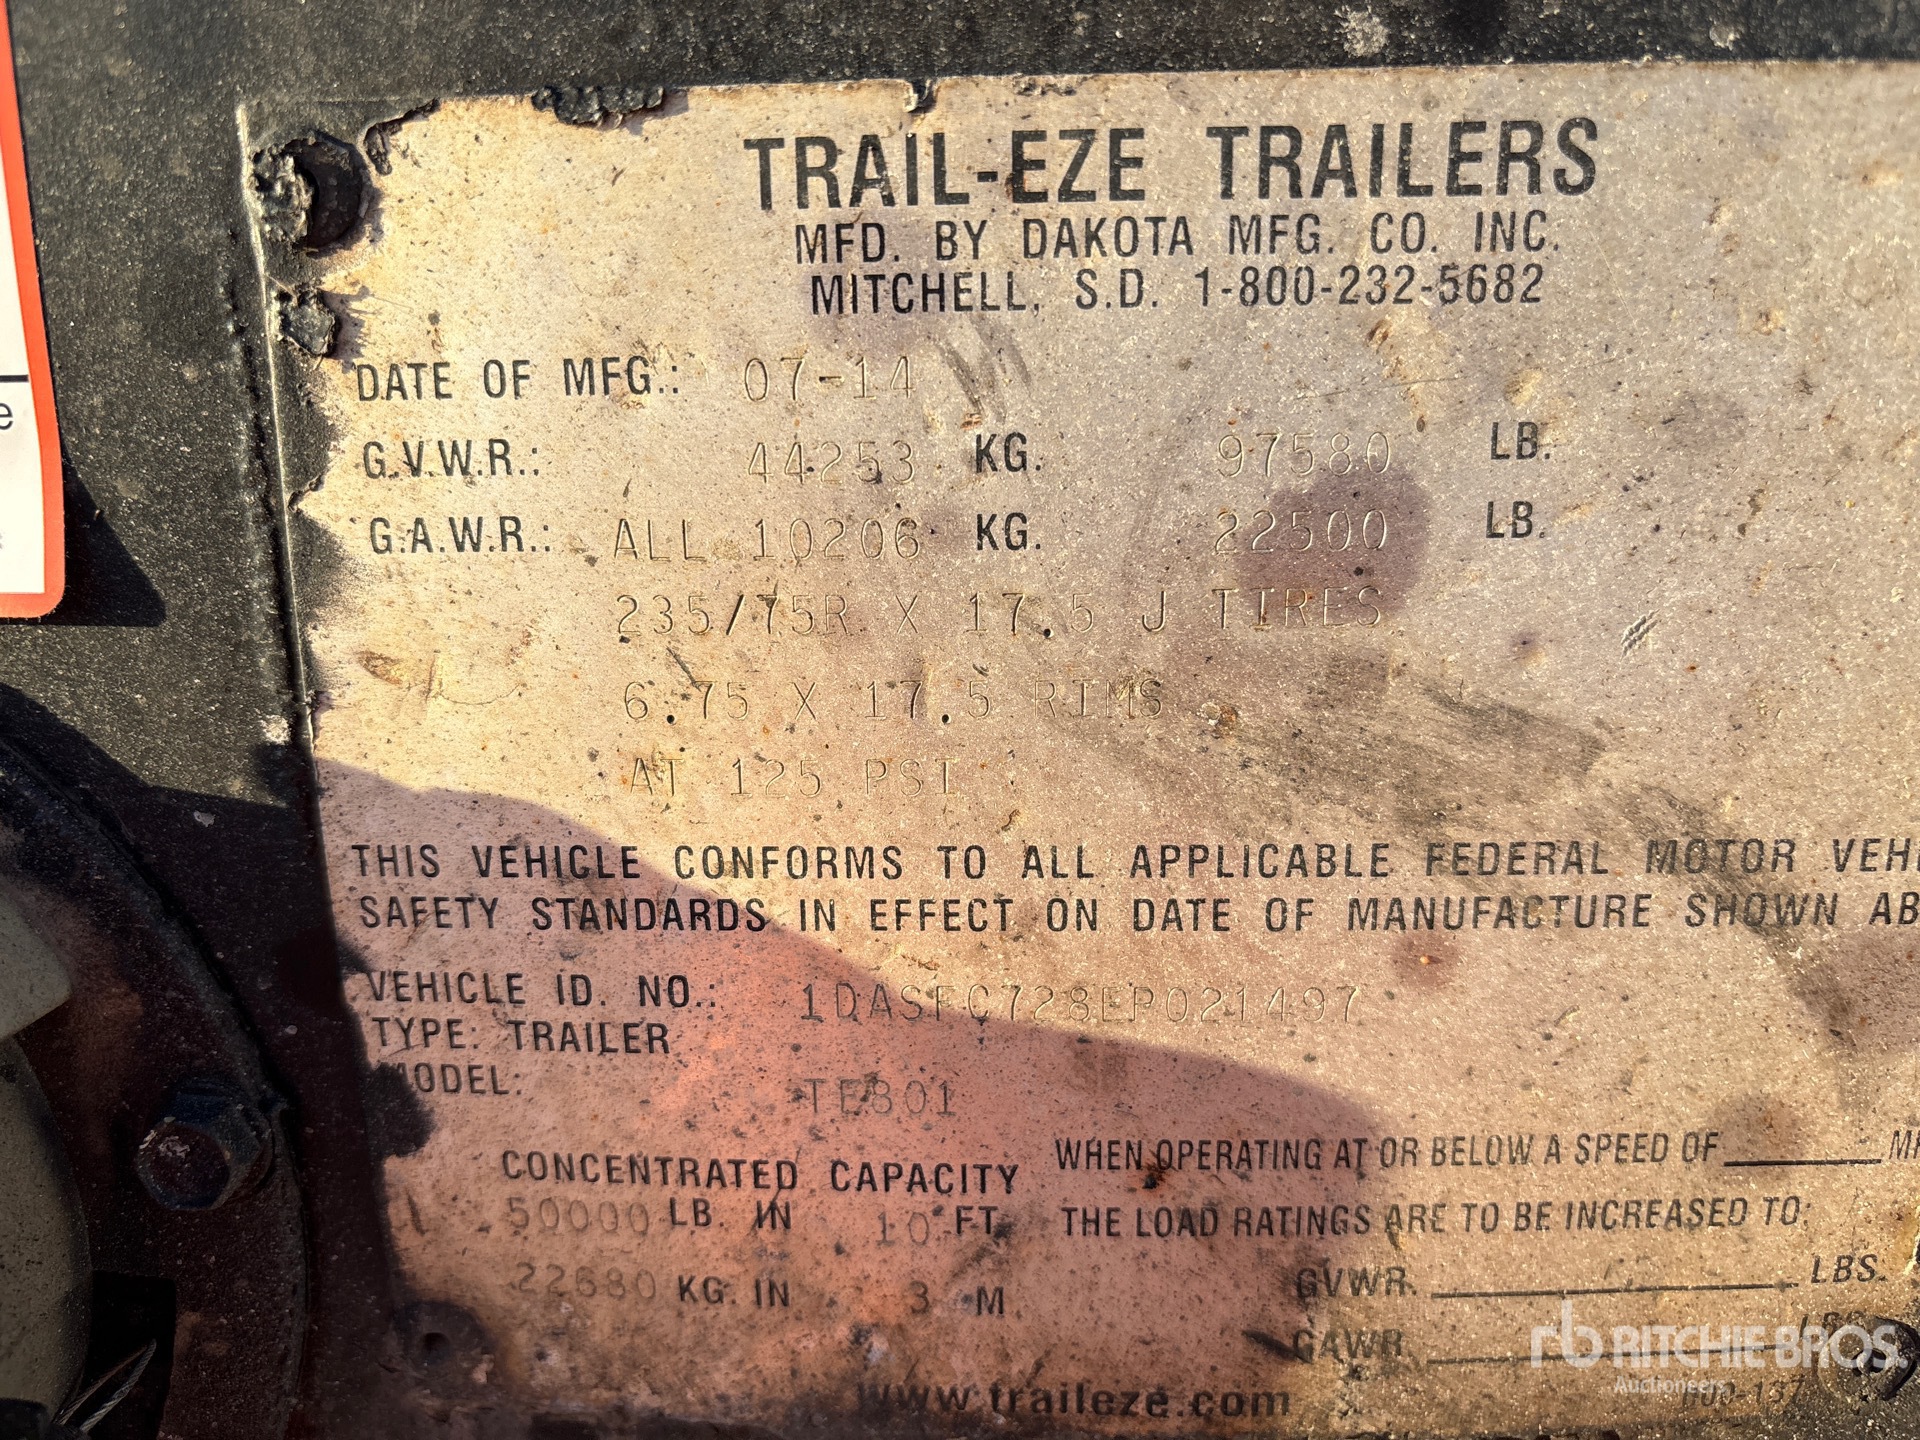 TRAIL-EZE TRAILERS
MFD. BY DAKOTA MFG. CO. INC.
MITCHELL, S.D. 1-800-232-5682
DATE OF MFG.: 07-14
G.V.W.R.: 44253 KG. 97580 LB.
G.A.W.R.: ALL 10206 KG. 22500 LB.
235/75R X 17.5 J TIRES
6.75 X 17.5 RIMS
AT 125 PSI
THIS VEHICLE CONFORMS TO ALL APPLICABLE FEDERAL MOTOR VEH
SAFETY STANDARDS IN EFFECT ON DATE OF MANUFACTURE SHOWN AB
VEHICLE ID. NO.: 1DASFC728EP021497
TYPE: TRAILER
MODEL: TE801
CONCENTRATED CAPACITY
50000 LB. IN 10 FT.
22680 KG. IN 3 M
WHEN OPERATING AT OR BELOW A SPEED OF
THE LOAD RATINGS ARE TO BE INCREASED TO:
GVWR. LBS.
GAWR. LBS.
www.traileze.com
e
rb RITCHIE BROS.
Auctioneers